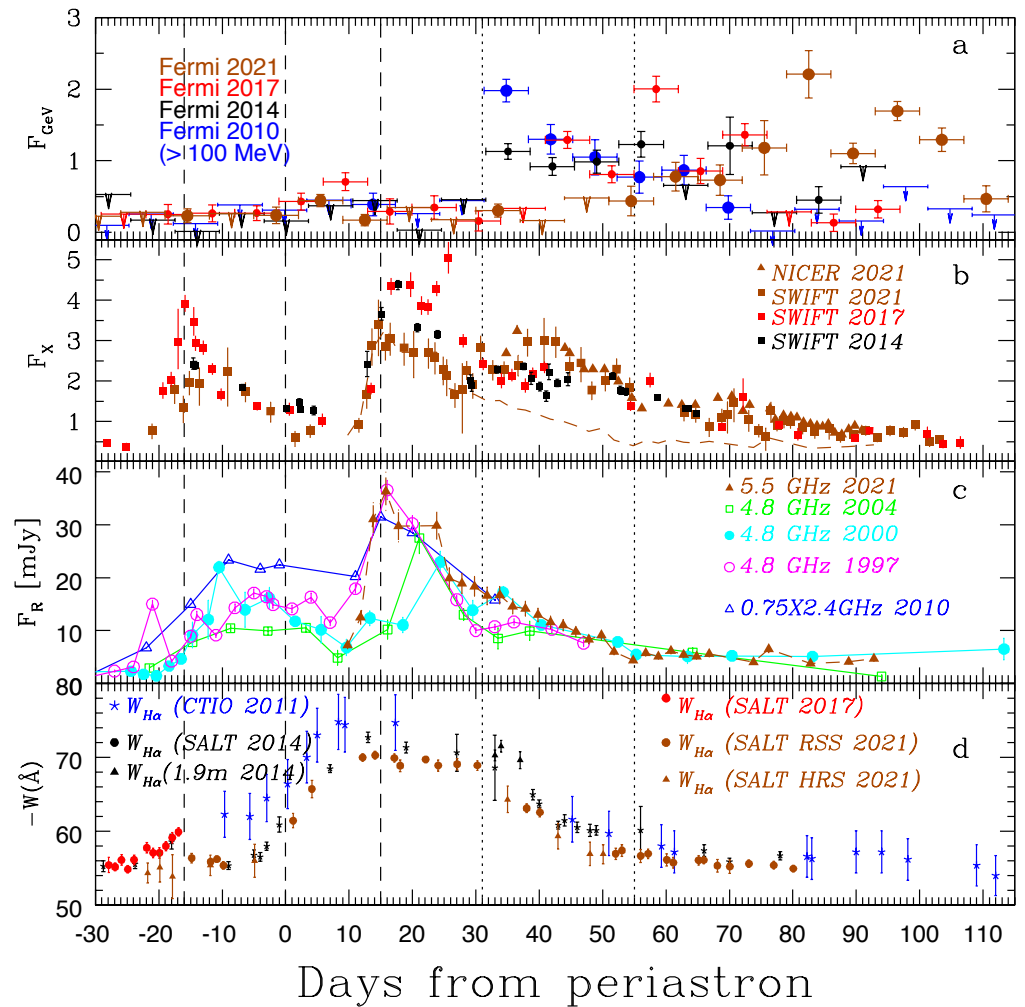 a
Fermi 2021
Fermi 2017
Fermi 2014
Fermi 2010
(> 100 MeV)
F_GeV
3
2
1
0
b
NICER 2021
SWIFT 2021
SWIFT 2017
SWIFT 2014
F_X
5
4
3
2
1
c
5.5 GHz 2021
4.8 GHz 2004
4.8 GHz 2000
4.8 GHz 1997
0.75X2.4GHz 2010
F_R [mJy]
40
30
20
10
d
W_Hα (CTIO 2011)
W_Hα (SALT 2014)
W_Hα(1.9m 2014)
W_Hα (SALT 2017)
W_Hα (SALT RSS 2021)
W_Hα (SALT HRS 2021)
−W(Å)
80
70
60
50
-30 -20 -10 0 10 20 30 40 50 60 70 80 90 100 110
Days from periastron